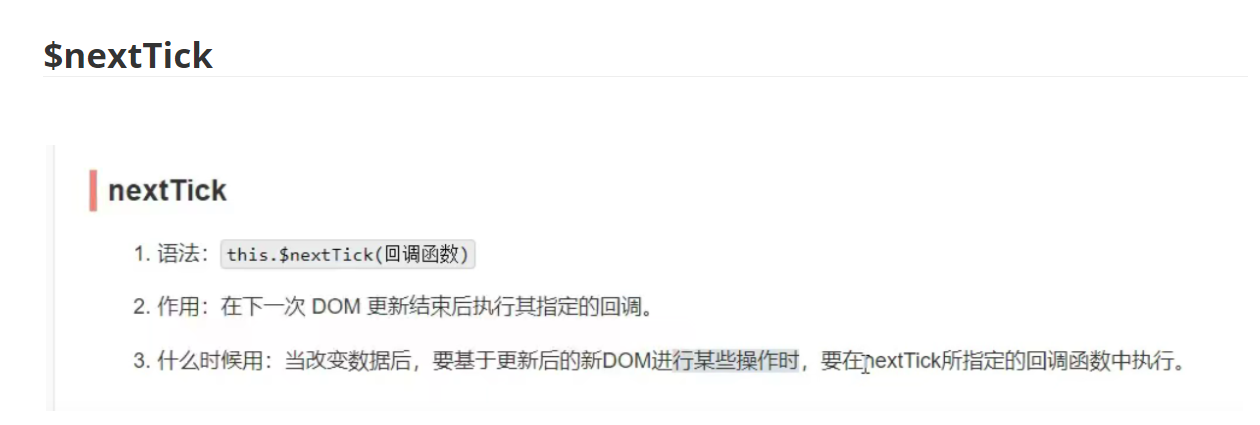 $nextTick
nextTick
1. 语法：this.$nextTick(回调函数)
2. 作用：在下一次 DOM 更新结束后执行其指定的回调。
3. 什么时候用：当改变数据后，要基于更新后的新DOM进行某些操作时，要在nextTick所指定的回调函数中执行。